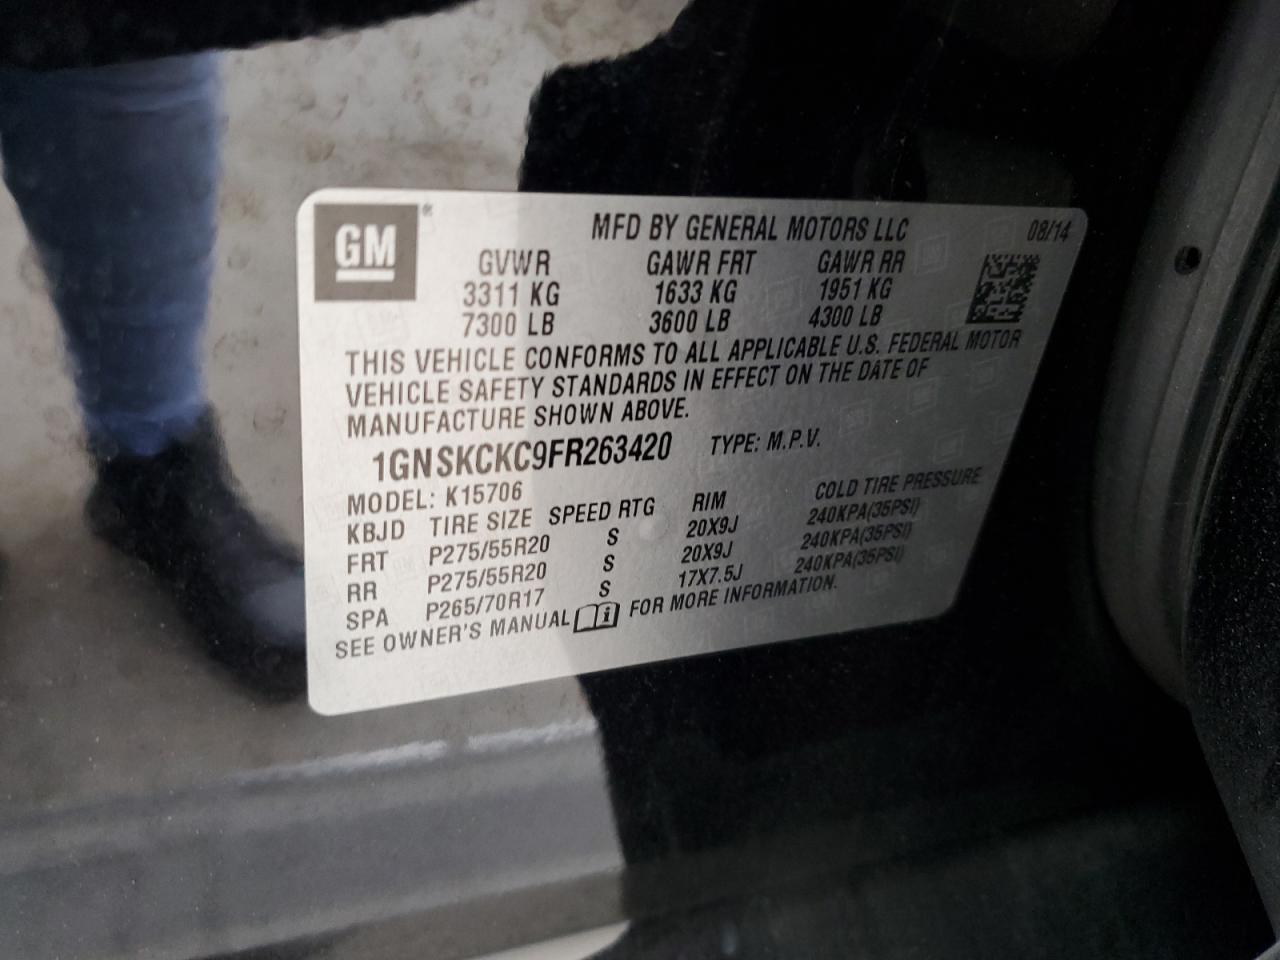 GM®
MFD BY GENERAL MOTORS LLC 08/14
GVWR GAWR FRT GAWR RR
3311 KG 1633 KG 1951 KG
7300 LB 3600 LB 4300 LB
THIS VEHICLE CONFORMS TO ALL APPLICABLE U.S. FEDERAL MOTOR
VEHICLE SAFETY STANDARDS IN EFFECT ON THE DATE OF
MANUFACTURE SHOWN ABOVE.
1GNSKCKC9FR263420 TYPE: M.P.V.
MODEL: K15706
KBJD TIRE SIZE SPEED RTG RIM COLD TIRE PRESSURE
FRT P275/55R20 S 20X9J 240KPA(35PSI)
RR P275/55R20 S 20X9J 240KPA(35PSI)
SPA P265/70R17 S 17X7.5J 240KPA(35PSI)
SEE OWNER'S MANUAL i FOR MORE INFORMATION.